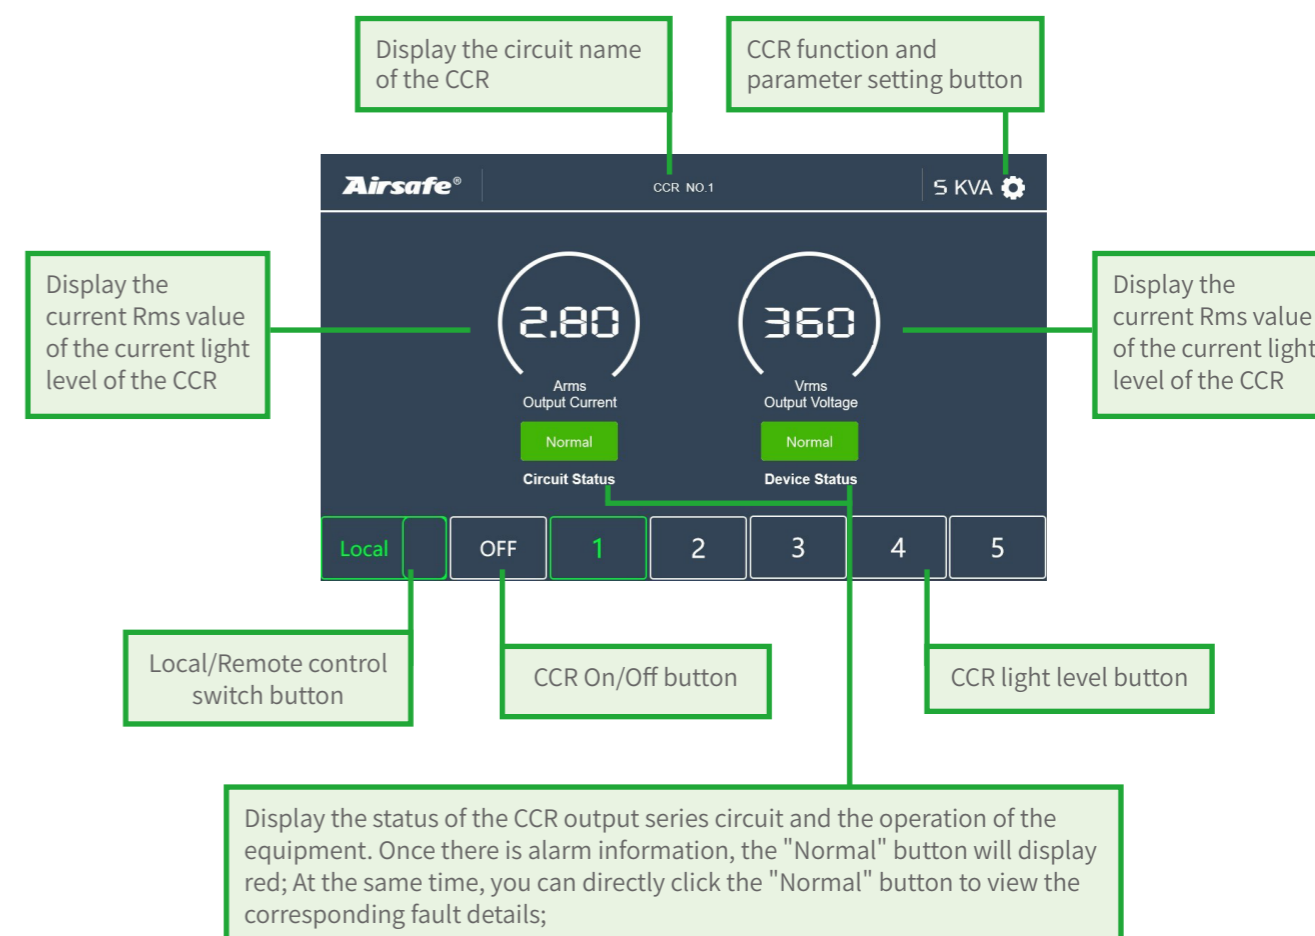 Display the circuit name
of the CCR
CCR function and
parameter setting button
Airsafe®
CCR NO.1
5 KVA
Display the
current Rms value
of the current light
level of the CCR
2.80
Arms
Output Current
Normal
Circuit Status
360
Vrms
Output Voltage
Normal
Device Status
Display the
current Rms value
of the current light
level of the CCR
Local
OFF
1
2
3
4
5
Local/Remote control
switch button
CCR On/Off button
CCR light level button
Display the status of the CCR output series circuit and the operation of the
equipment. Once there is alarm information, the "Normal" button will display
red; At the same time, you can directly click the "Normal" button to view the
corresponding fault details;